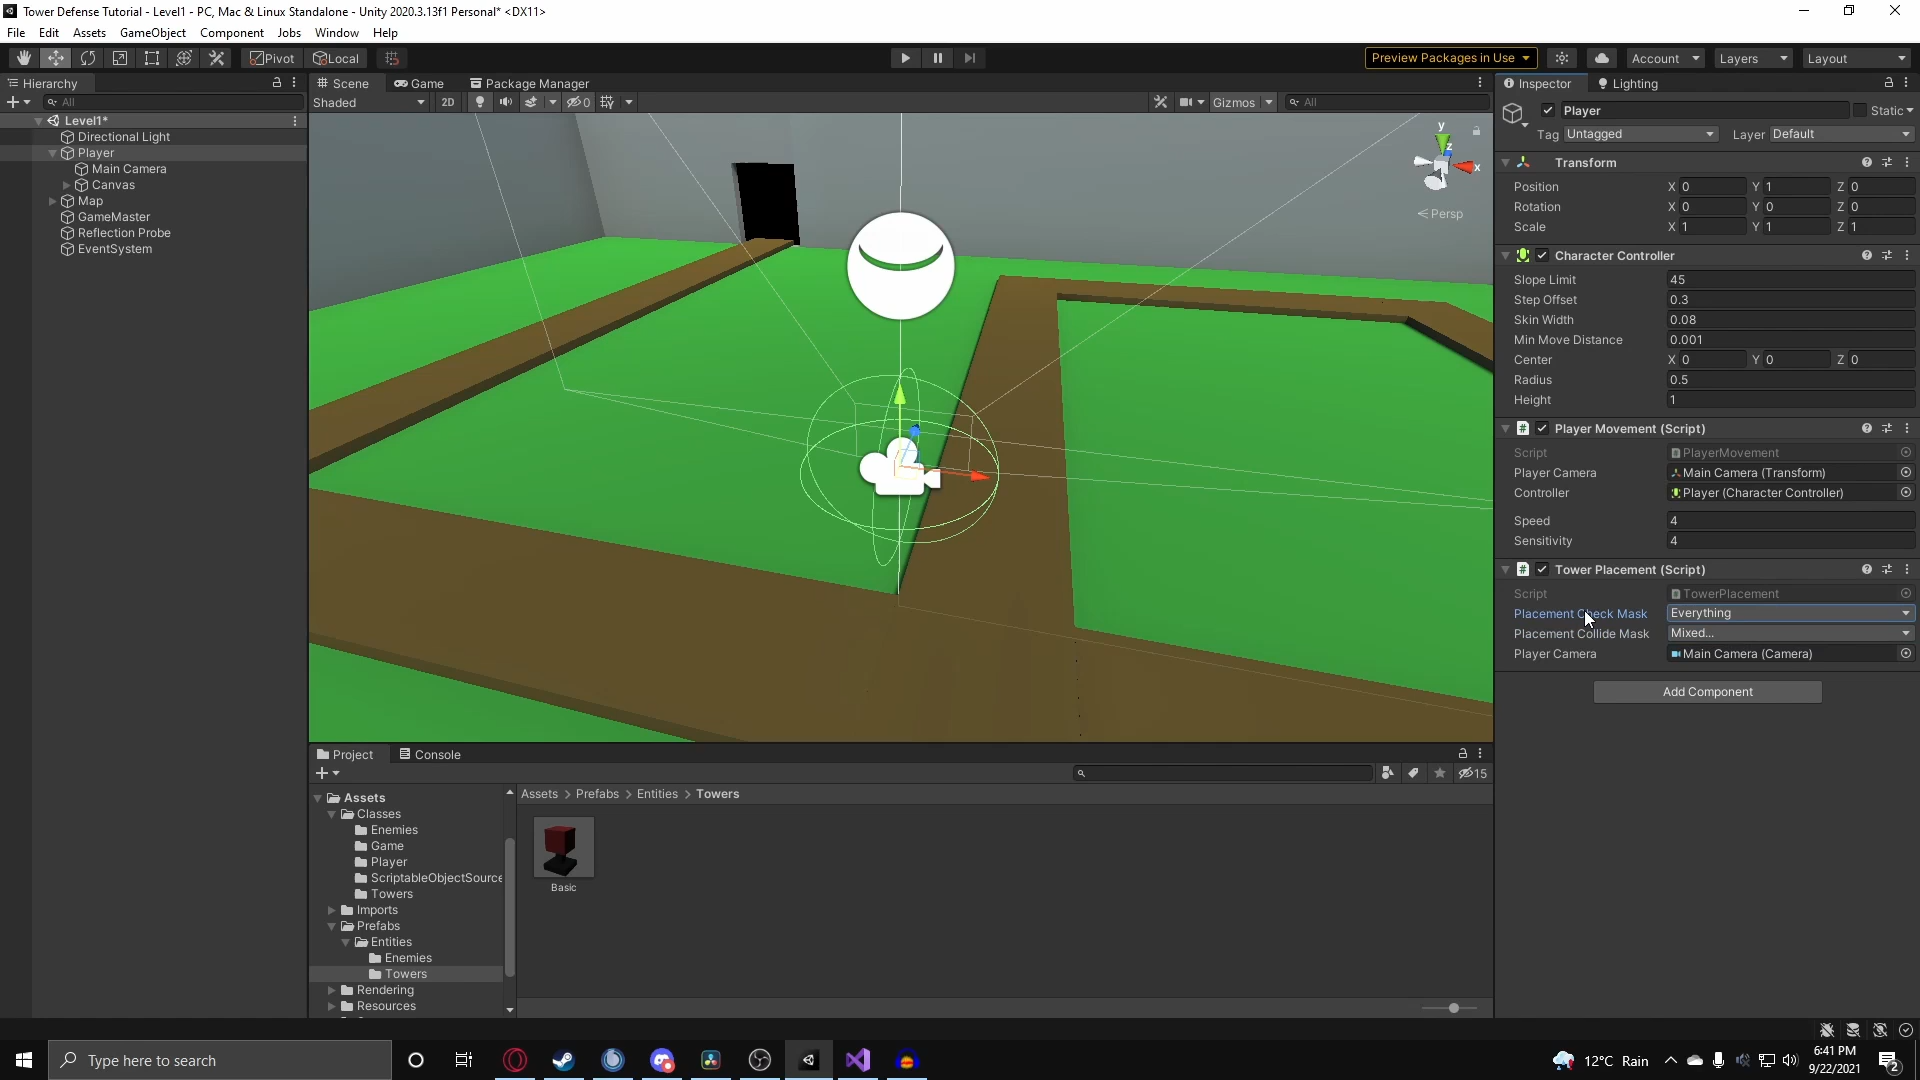 Tower Defense Tutorial - Level1 - PC, Mac & Linux Standalone - Unity 2020.3.13f1 Personal* <DX11>
File Edit Assets GameObject Component Jobs Window Help
Pivot Local Preview Packages in Use Account Layers Layout
Hierarchy
All
Level1*
Directional Light
Player
Main Camera
Canvas
Map
GameMaster
Reflection Probe
EventSystem
Scene Game Package Manager
Shaded 2D 0 Gizmos All
y
z
x
Persp
Project Console
15
Assets
Classes
Enemies
Game
Player
ScriptableObjectSource
Towers
Imports
Prefabs
Entities
Enemies
Towers
Rendering
Resources
Assets > Prefabs > Entities > Towers
Basic
Inspector Lighting
Player Static
Tag Untagged Layer Default
Transform
Position X 0 Y 1 Z 0
Rotation X 0 Y 0 Z 0
Scale X 1 Y 1 Z 1
Character Controller
Slope Limit 45
Step Offset 0.3
Skin Width 0.08
Min Move Distance 0.001
Center X 0 Y 0 Z 0
Radius 0.5
Height 1
Player Movement (Script)
Script PlayerMovement
Player Camera Main Camera (Transform)
Controller Player (Character Controller)
Speed 4
Sensitivity 4
Tower Placement (Script)
Script TowerPlacement
Placement Check Mask Everything
Placement Collide Mask Mixed...
Player Camera Main Camera (Camera)
Add Component
Type here to search
12°C Rain
6:41 PM
9/22/2021
2